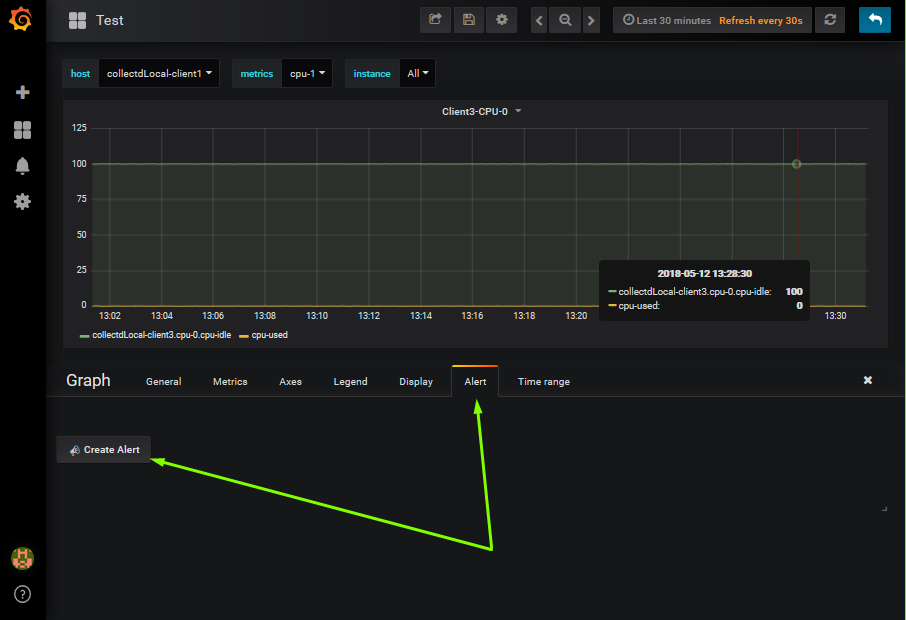 Test
Last 30 minutes Refresh every 30s
host collectdLocal-client1 metrics cpu-1 instance All
Client3-CPU-0
125
100
75
50
25
0
2018-05-12 13:28:30
collectdLocal-client3.cpu-0.cpu-idle: 100
cpu-used: 0
13:02 13:04 13:06 13:08 13:10 13:12 13:14 13:16 13:18 13:20 13:30
collectdLocal-client3.cpu-0.cpu-idle cpu-used
Graph General Metrics Axes Legend Display Alert Time range
Create Alert